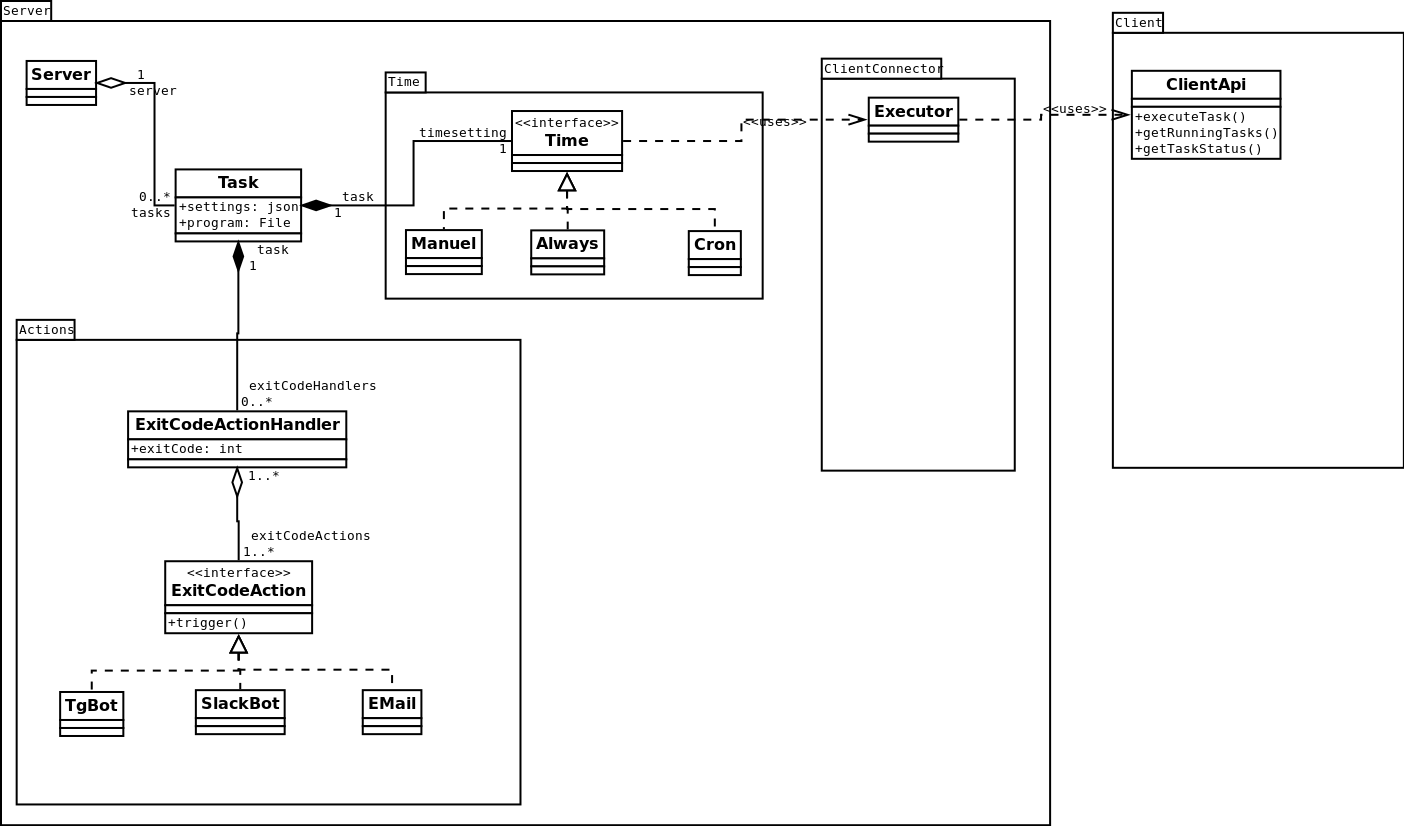 Server
Client
Server
1
server
Time
<<interface>>
Time
timesetting
1
<<uses>>
ClientConnector
Executor
<<uses>>
ClientApi
+executeTask()
+getRunningTasks()
+getTaskStatus()
Task
+settings: json
+program: File
0..*
tasks
task
1
task
1
Manuel
Always
Cron
Actions
exitCodeHandlers
0..*
ExitCodeActionHandler
+exitCode: int
1..*
exitCodeActions
1..*
<<interface>>
ExitCodeAction
+trigger()
TgBot
SlackBot
EMail